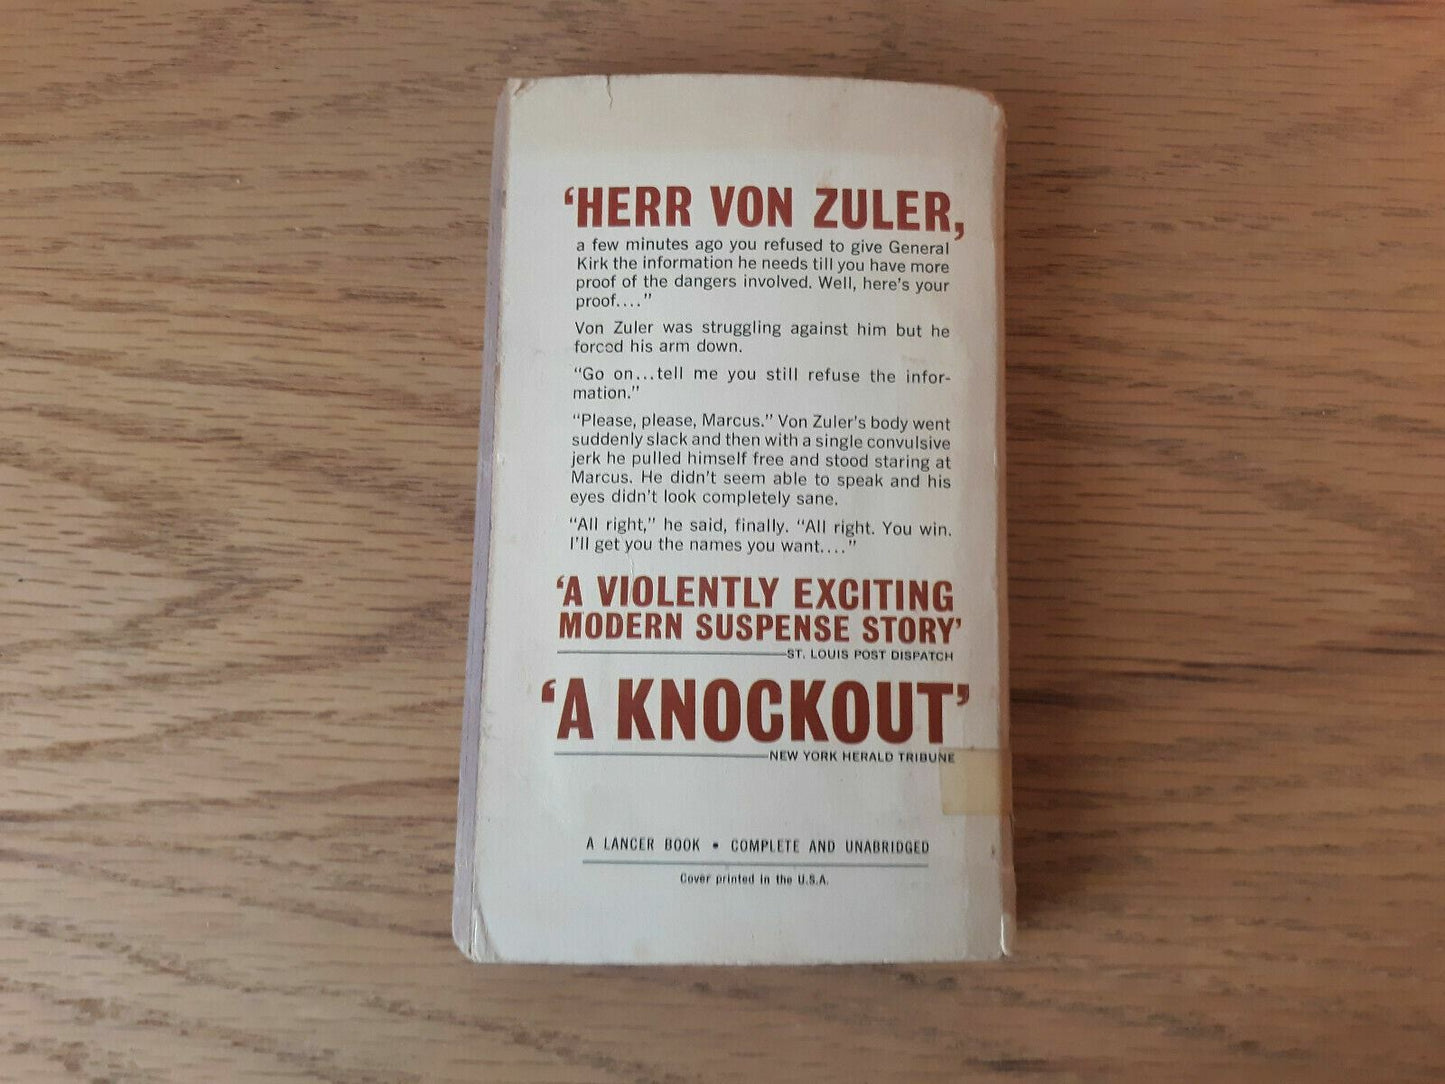 ‘HERR VON ZULER,
a few minutes ago you refused to give General
Kirk the information he needs till you have more
proof of the dangers involved. Well, here's your
proof....”
Von Zuler was struggling against him but he
forced his arm down.
“Go on...tell me you still refuse the infor-
mation.”
“Please, please, Marcus.” Von Zuler's body went
suddenly slack and then with a single convulsive
jerk he pulled himself free and stood staring at
Marcus. He didn't seem able to speak and his
eyes didn't look completely sane.
“All right,” he said, finally. “All right. You win.
I'll get you the names you want....”
‘A VIOLENTLY EXCITING
MODERN SUSPENSE STORY’
ST. LOUIS POST DISPATCH
‘A KNOCKOUT’
NEW YORK HERALD TRIBUNE
A LANCER BOOK • COMPLETE AND UNABRIDGED
Cover printed in the U.S.A.